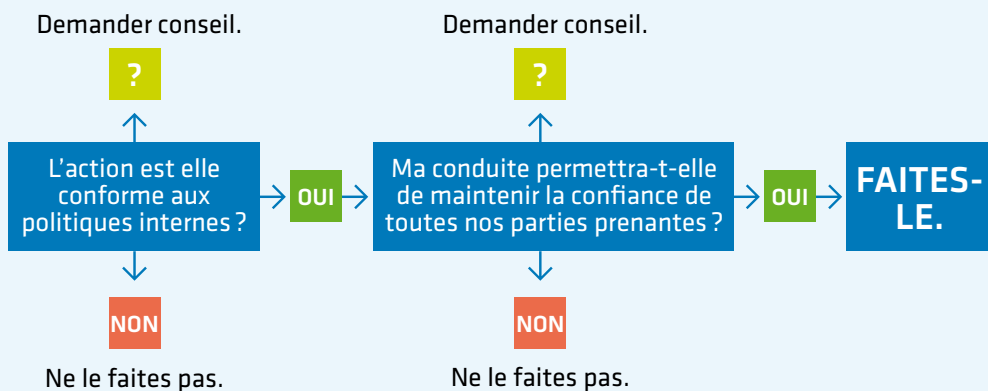 Demander conseil.
?
L'action est elle
conforme aux
politiques internes ?
OUI
NON
Ne le faites pas.
Demander conseil.
?
Ma conduite permettra-t-elle
de maintenir la confiance de
toutes nos parties prenantes ?
OUI
NON
Ne le faites pas.
FAITES-
LE.